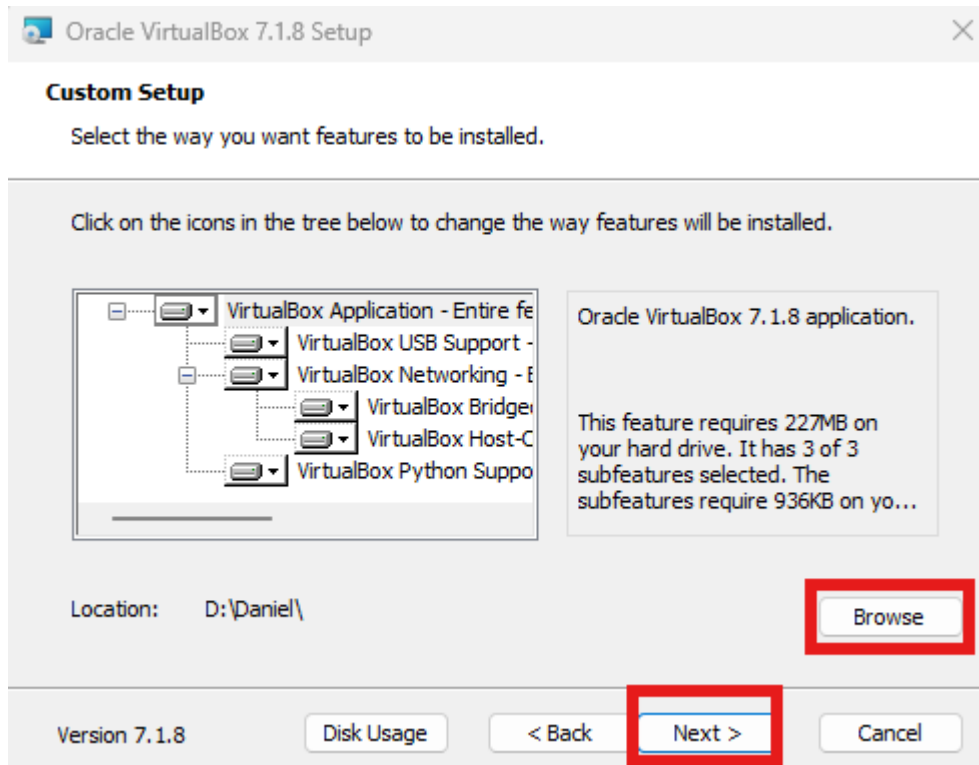 Oracle VirtualBox 7.1.8 Setup
Custom Setup
Select the way you want features to be installed.
Click on the icons in the tree below to change the way features will be installed.
VirtualBox Application - Entire fe
VirtualBox USB Support -
VirtualBox Networking - E
VirtualBox Bridge
VirtualBox Host-C
VirtualBox Python Suppo
Oracle VirtualBox 7.1.8 application.
This feature requires 227MB on
your hard drive. It has 3 of 3
subfeatures selected. The
subfeatures require 936KB on yo...
Location: D:\Daniel\
Browse
Version 7.1.8
Disk Usage
< Back
Next >
Cancel